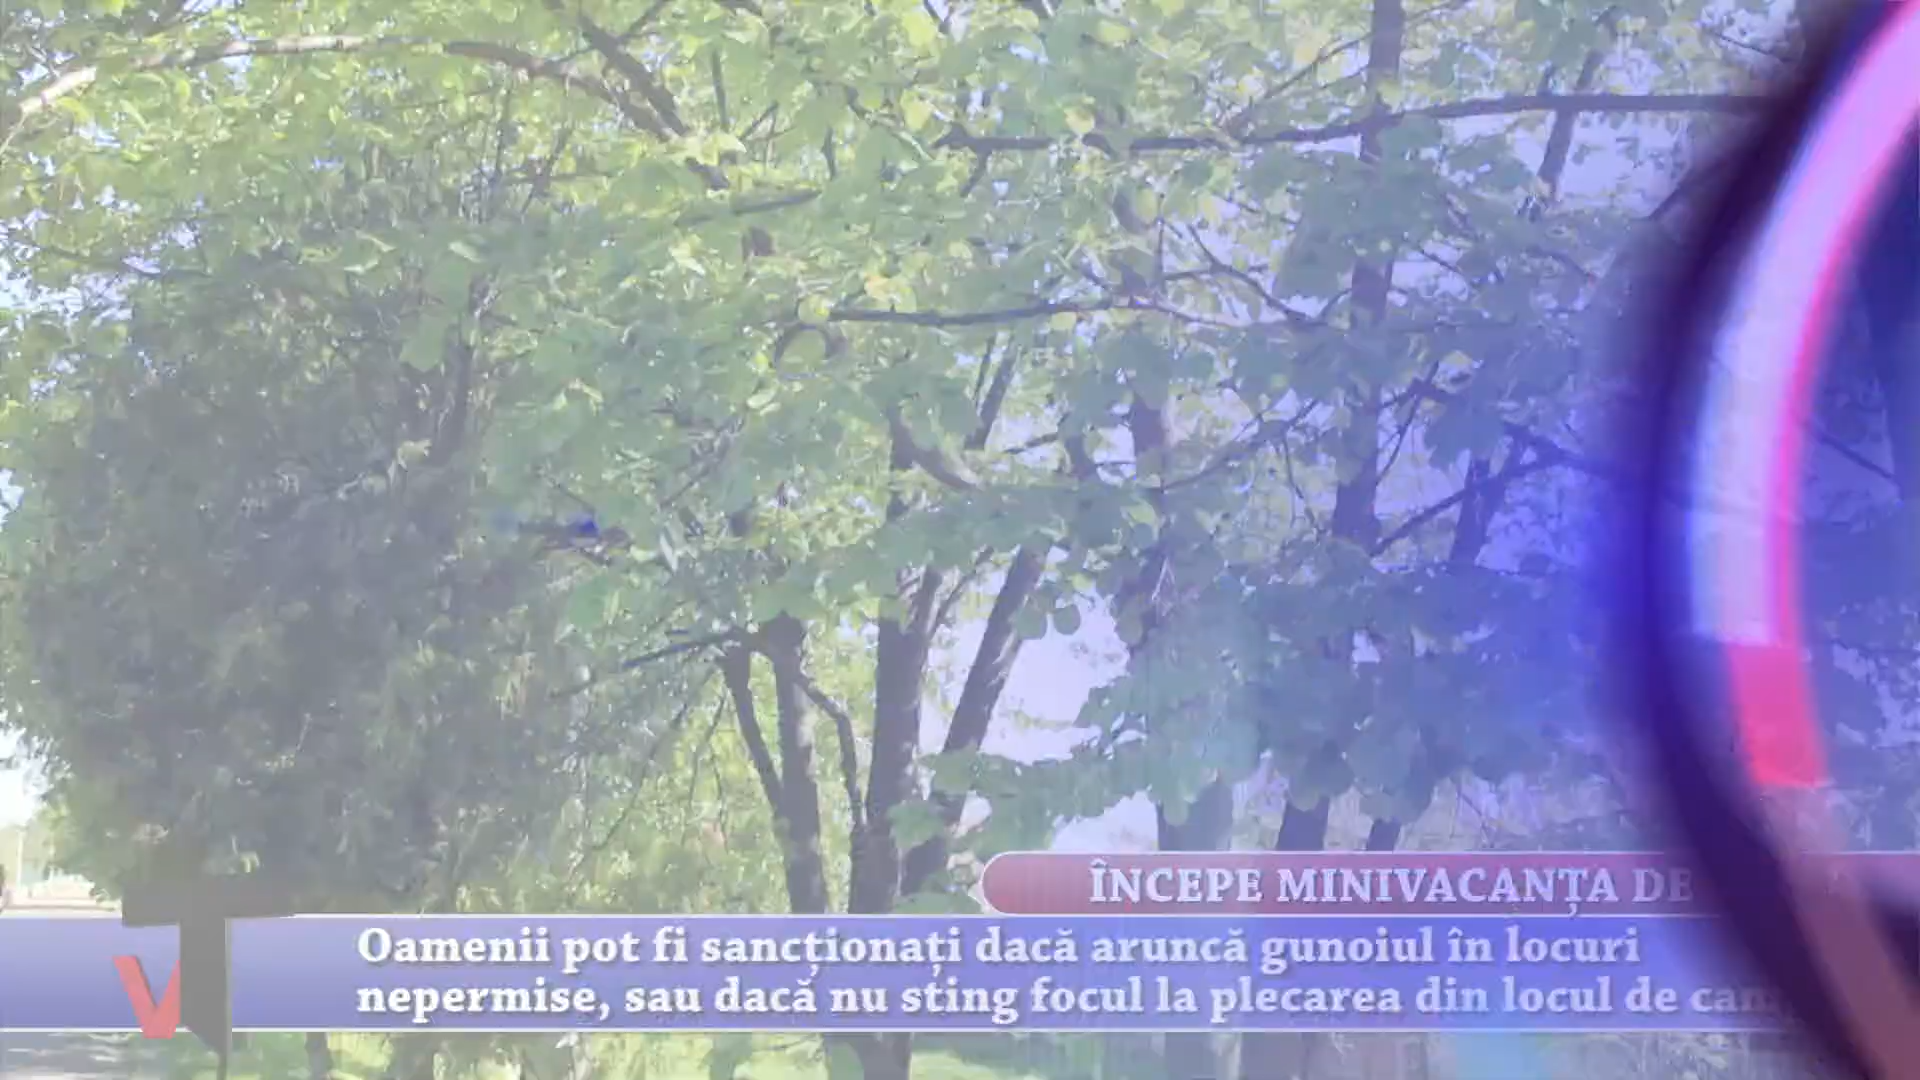 ÎNCEPE MINIVACANȚA DE
Oamenii pot fi sancționați dacă aruncă gunoiul în locuri
nepermise, sau dacă nu sting focul la plecarea din locul de
VT